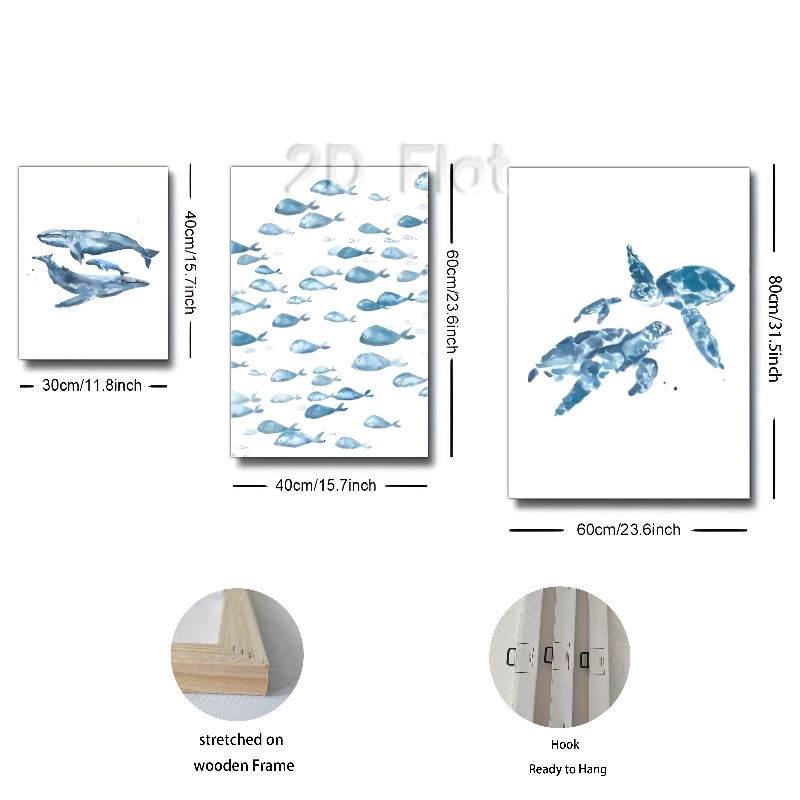 2D Flat
40cm/15.7inch
30cm/11.8inch
60cm/23.6inch
40cm/15.7inch
80cm/31.5inch
60cm/23.6inch
stretched on
wooden Frame
Hook
Ready to Hang